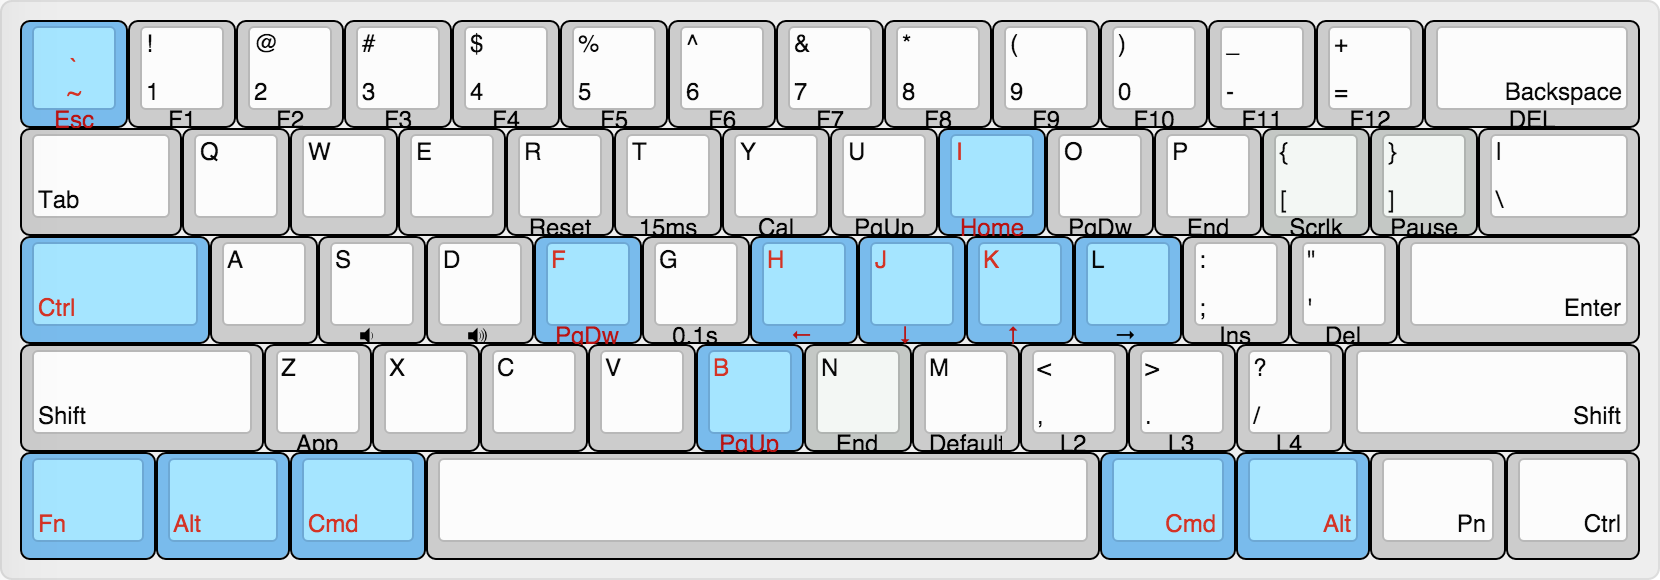 ` ! @ # $ % ^ & * ( ) _ +
~ 1 2 3 4 5 6 7 8 9 0 - = Backspace
Esc F1 F2 F3 F4 F5 F6 F7 F8 F9 F10 F11 F12 DEL
Q W E R T Y U I O P { } |
Tab [ ] \
Reset 15ms Cal PgUp Home PgDw End Scrlk Pause
A S D F G H J K L : "
Ctrl ; ' Enter
PgDw 0.1s ← ↓ ↑ → Ins Del
Z X C V B N M < > ?
Shift , . / Shift
App PgUp End Default L2 L3 L4
Fn Alt Cmd Cmd Alt Pn Ctrl